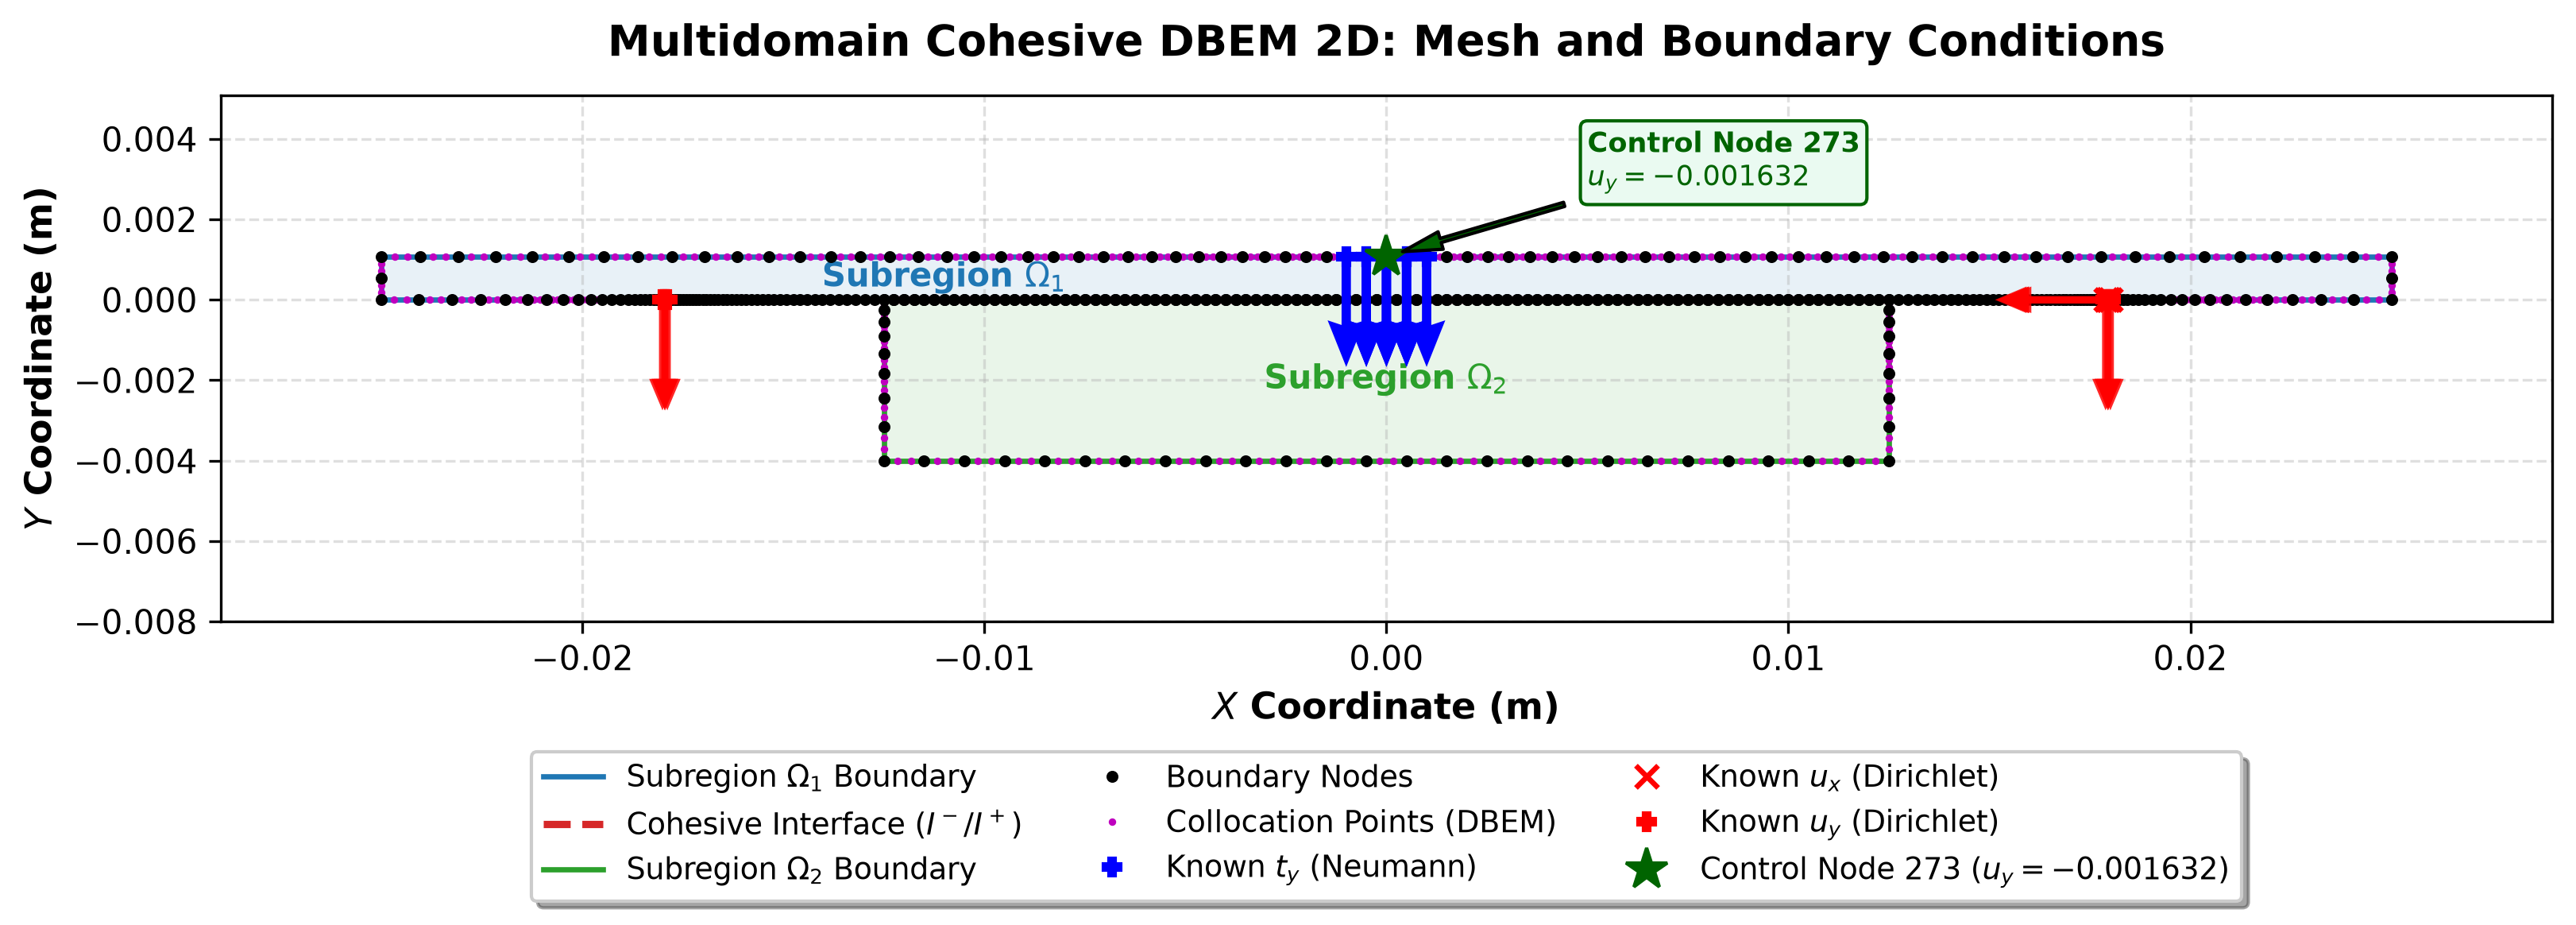 Multidomain Cohesive DBEM 2D: Mesh and Boundary Conditions
Y Coordinate (m)
0.004
0.002
0.000
−0.002
−0.004
−0.006
−0.008
Control Node 273
u_y = −0.001632
Subregion Ω₁
Subregion Ω₂
−0.02
−0.01
0.00
0.01
0.02
X Coordinate (m)
Subregion Ω₁ Boundary
Cohesive Interface (I⁻/I⁺)
Subregion Ω₂ Boundary
Boundary Nodes
Collocation Points (DBEM)
Known t_y (Neumann)
Known u_x (Dirichlet)
Known u_y (Dirichlet)
Control Node 273 (u_y = −0.001632)